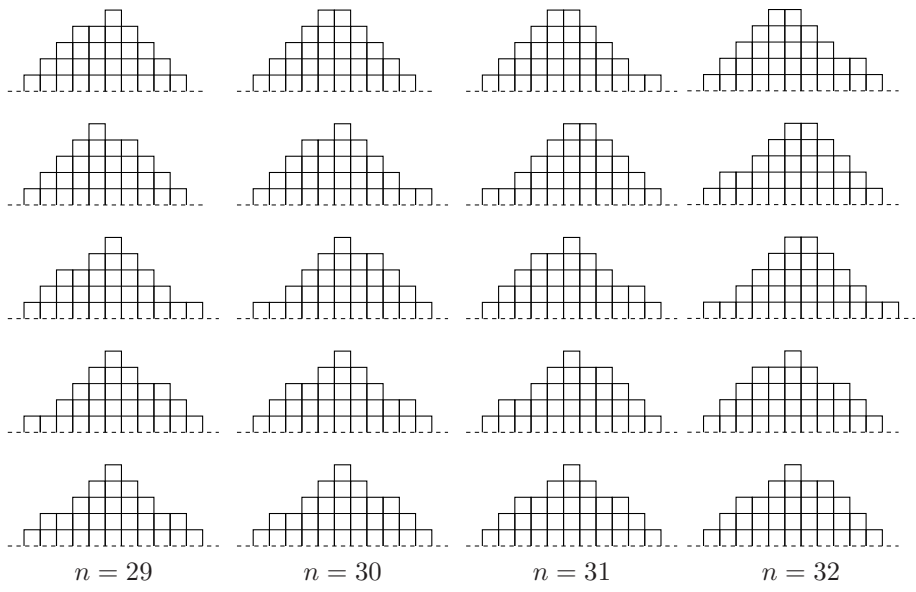 n = 29 n = 30 n = 31 n = 32